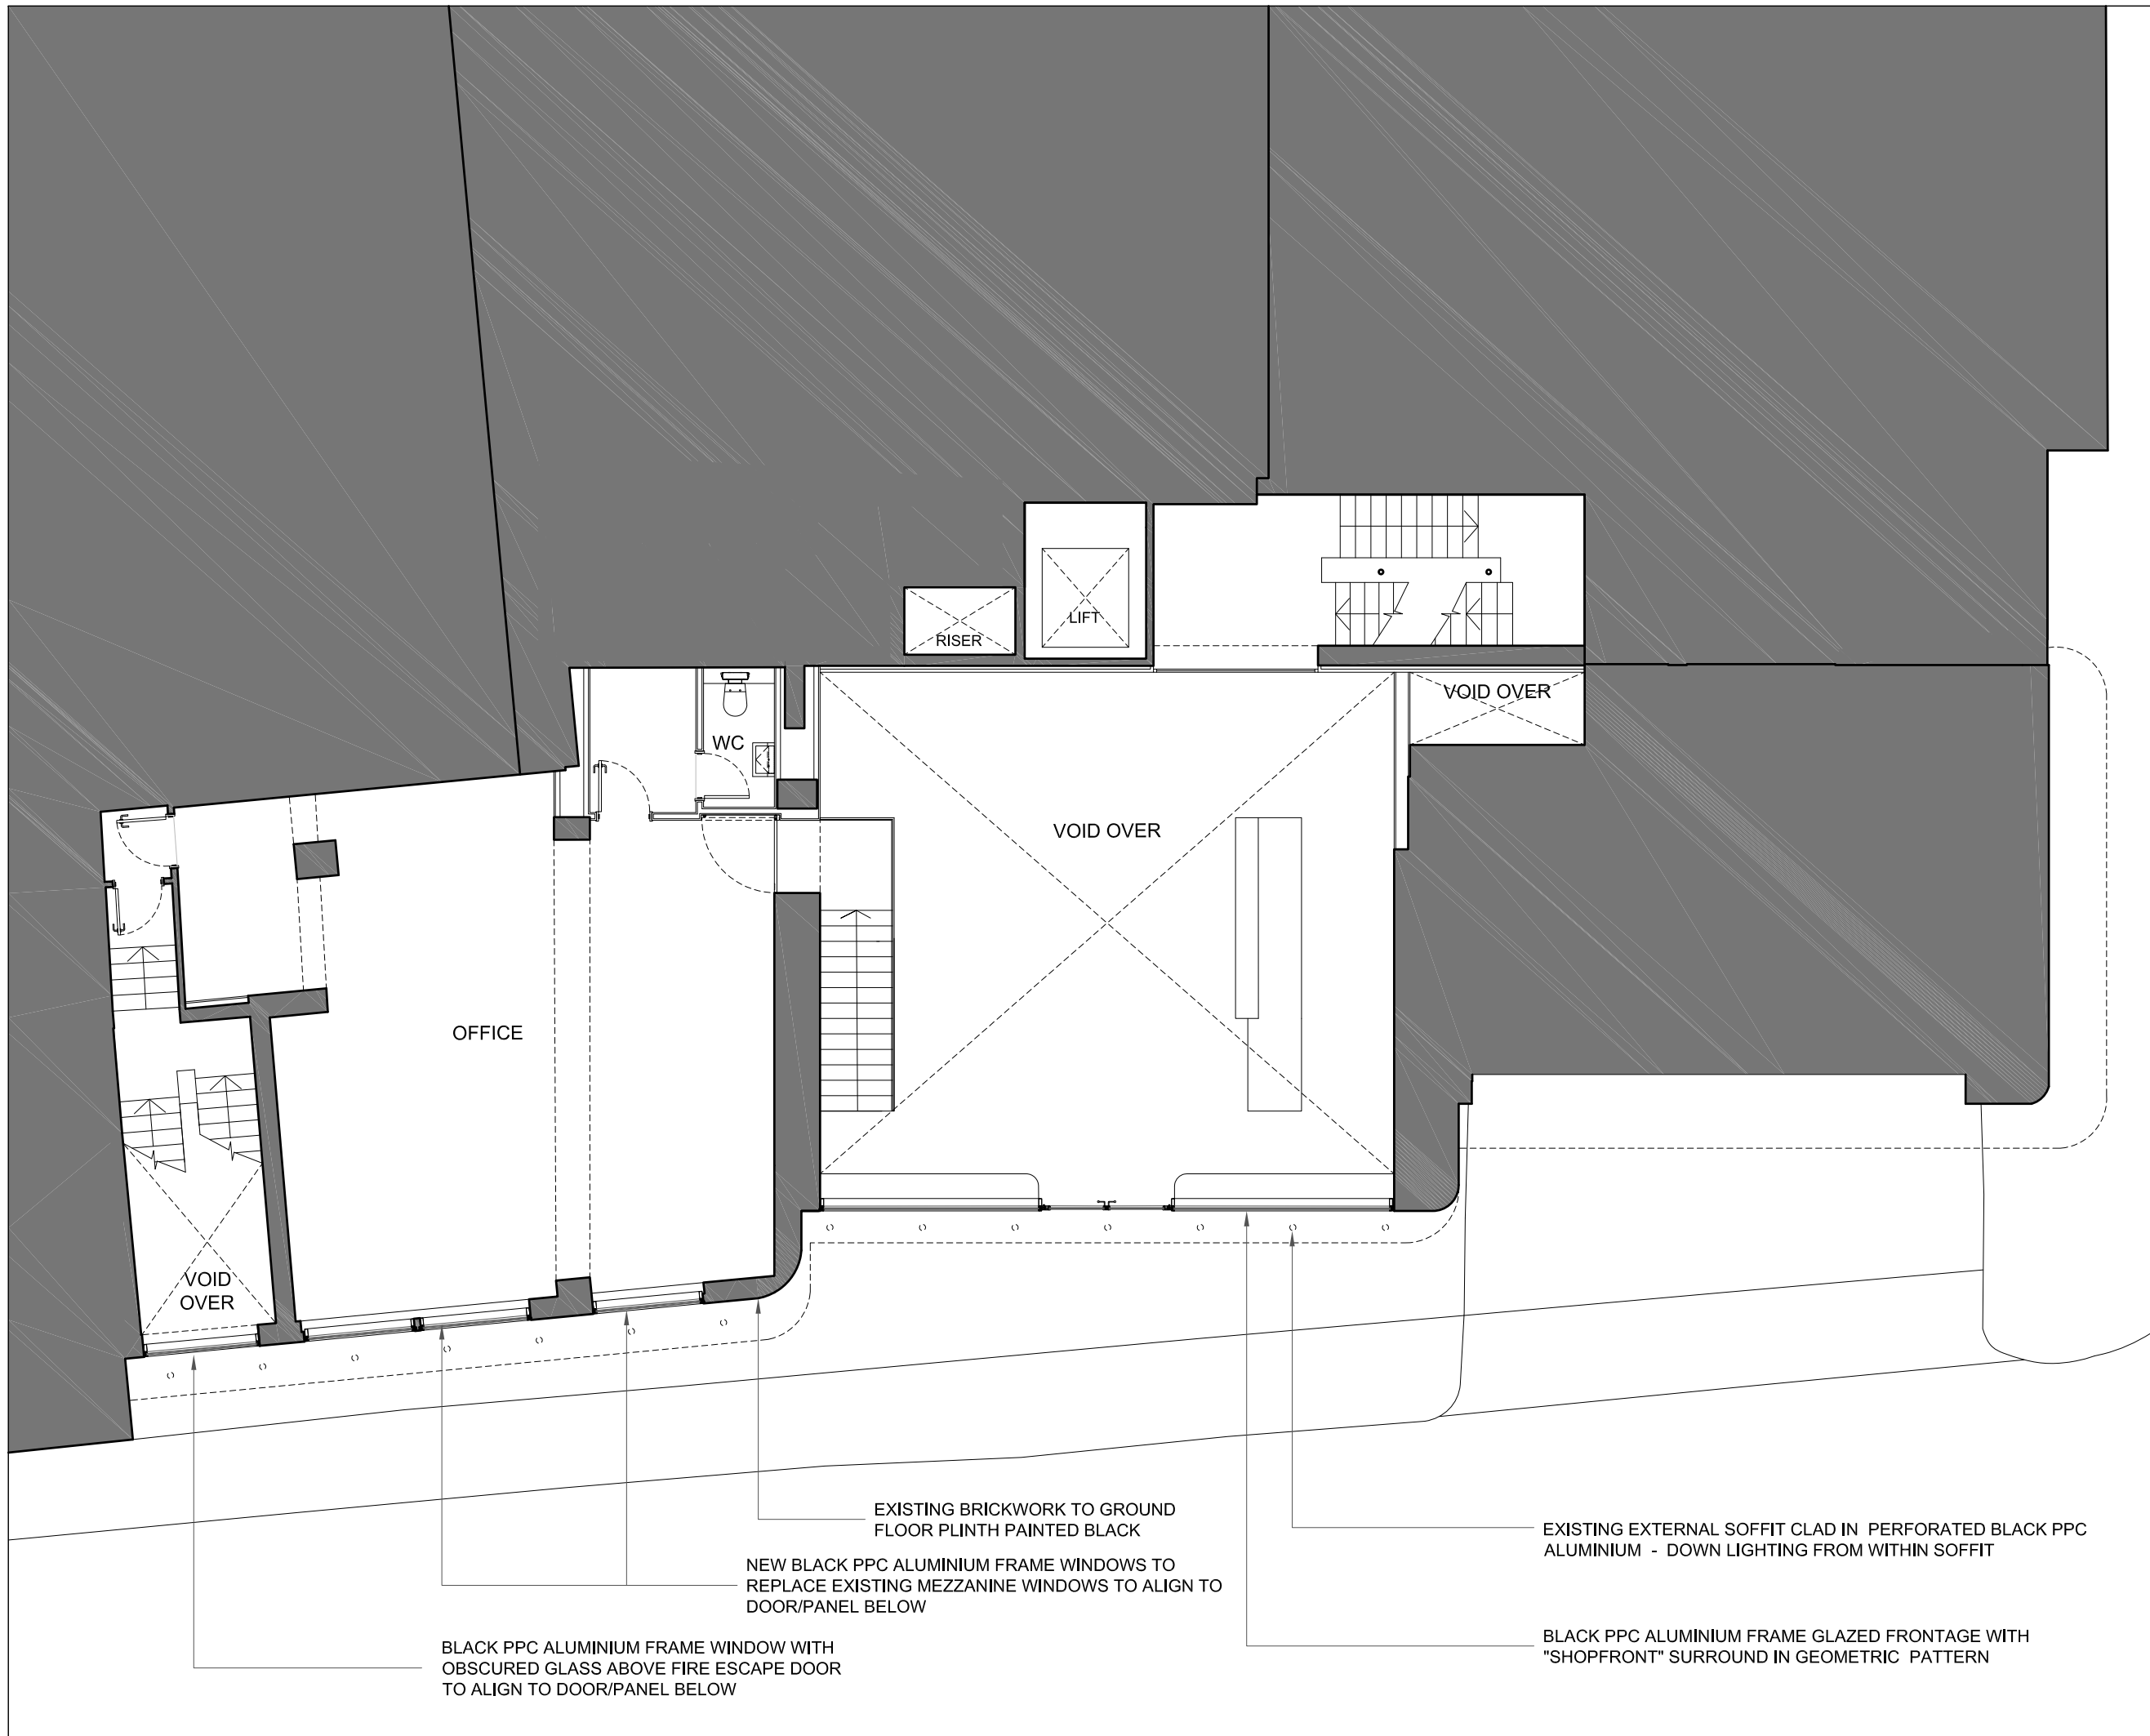 LIFT
RISER
VOID OVER
WC
VOID OVER
OFFICE
VOID
OVER
EXISTING BRICKWORK TO GROUND
FLOOR PLINTH PAINTED BLACK
EXISTING EXTERNAL SOFFIT CLAD IN PERFORATED BLACK PPC
ALUMINIUM - DOWN LIGHTING FROM WITHIN SOFFIT
NEW BLACK PPC ALUMINIUM FRAME WINDOWS TO
REPLACE EXISTING MEZZANINE WINDOWS TO ALIGN TO
DOOR/PANEL BELOW
BLACK PPC ALUMINIUM FRAME GLAZED FRONTAGE WITH
"SHOPFRONT" SURROUND IN GEOMETRIC PATTERN
BLACK PPC ALUMINIUM FRAME WINDOW WITH
OBSCURED GLASS ABOVE FIRE ESCAPE DOOR
TO ALIGN TO DOOR/PANEL BELOW